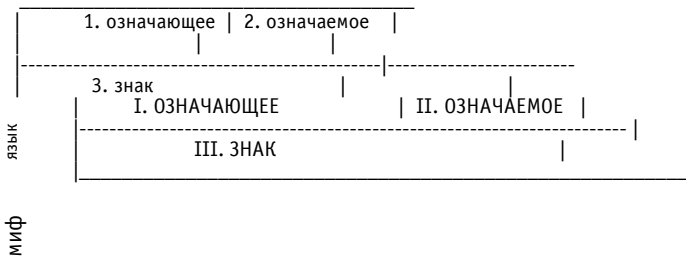 1. означающее | 2. означаемое |
3. знак
I. ОЗНАЧАЮЩЕЕ | II. ОЗНАЧАЕМОЕ |
III. ЗНАК
язык
миф